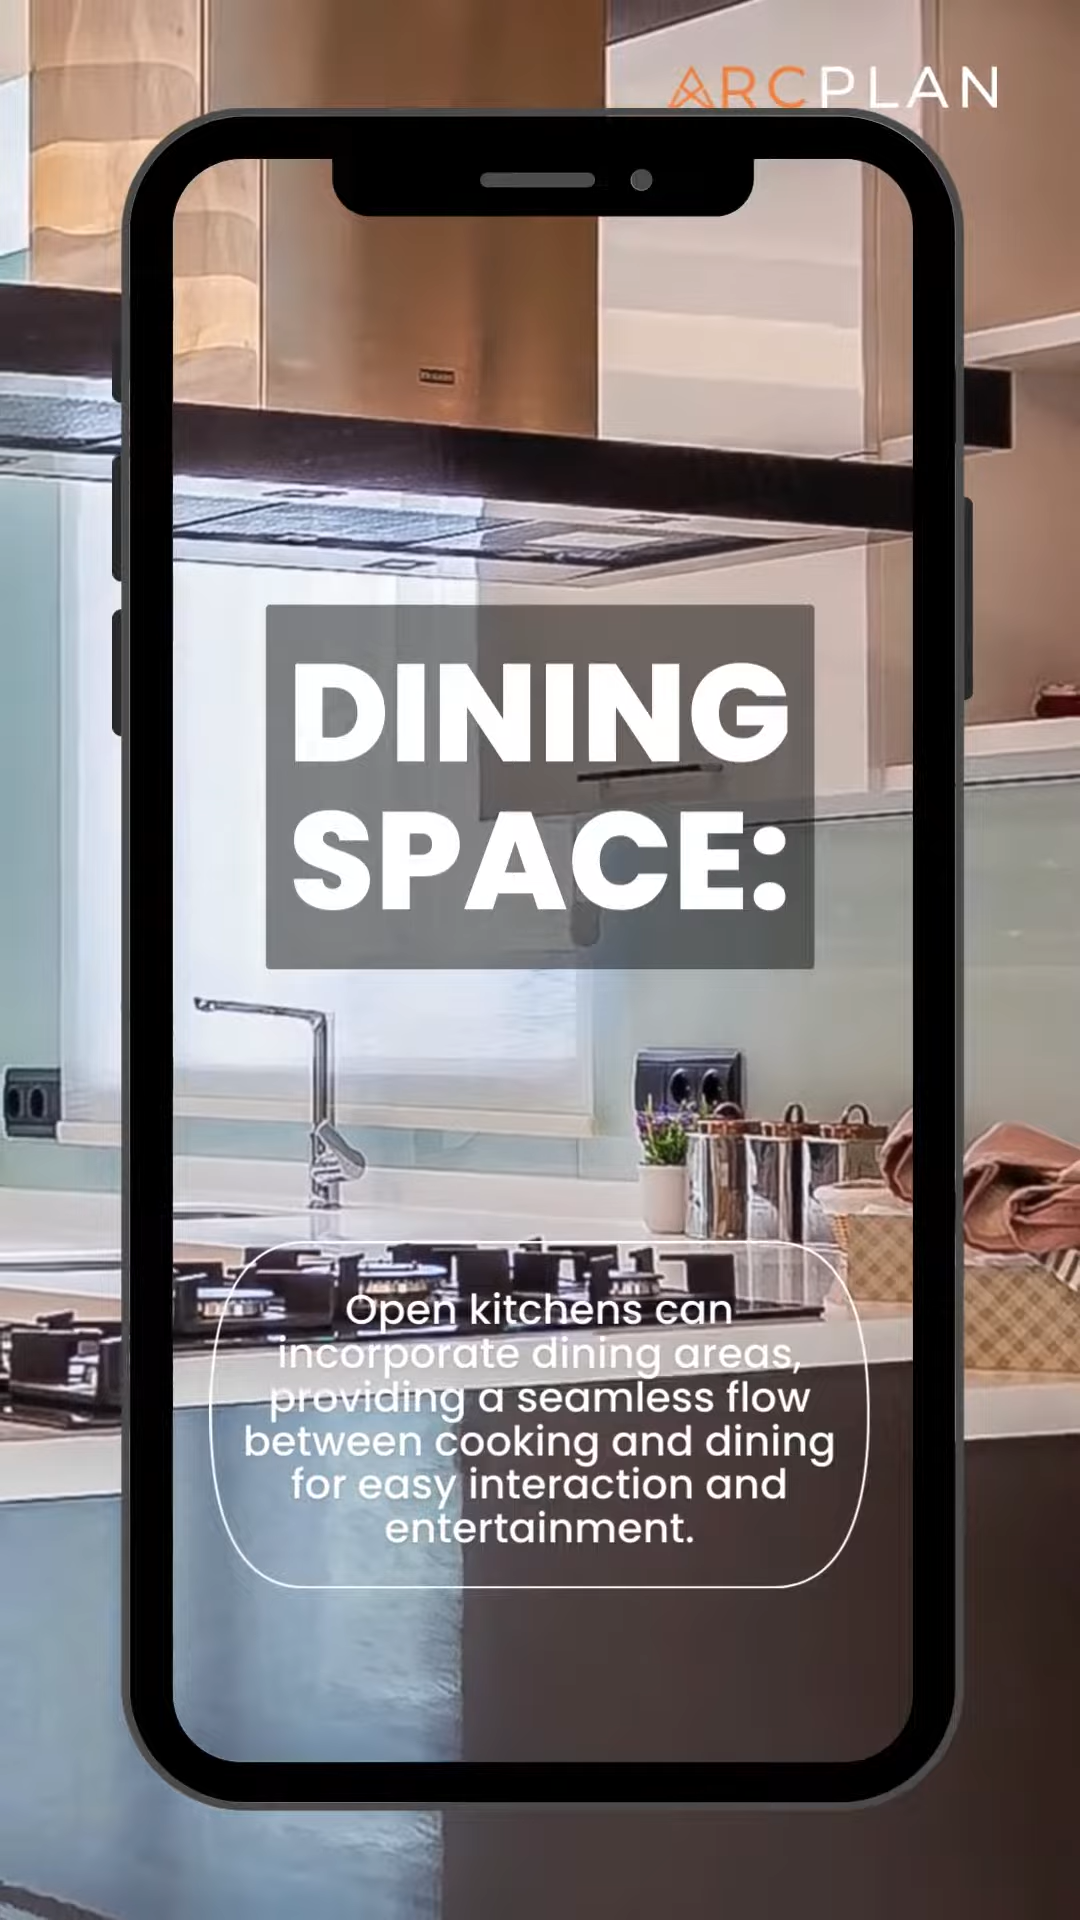 ARCPLAN
DINING
SPACE:
Open kitchens can
incorporate dining areas,
providing a seamless flow
between cooking and dining
for easy interaction and
entertainment.